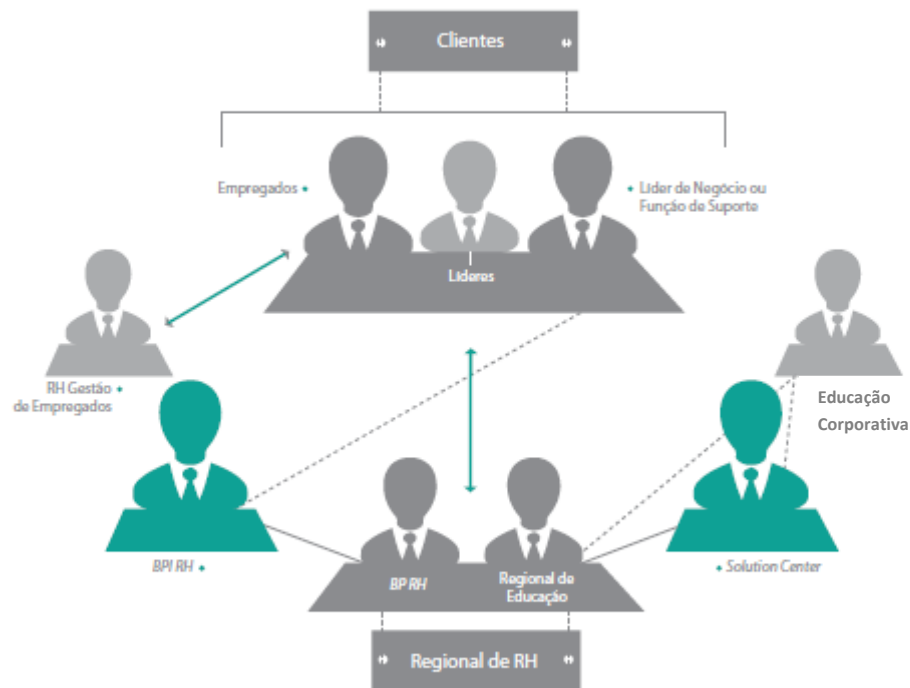 Clientes
Empregados
Líder de Negócio ou
Função de Suporte
Líderes
RH Gestão
de Empregados
Educação
Corporativa
BPI RH
BP RH
Regional de
Educação
Solution Center
Regional de RH